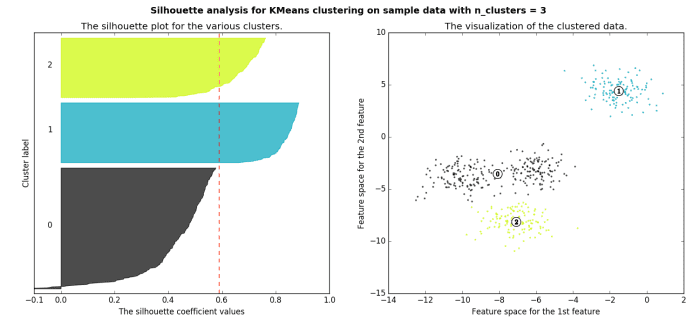 Silhouette analysis for KMeans clustering on sample data with n_clusters = 3
The silhouette plot for the various clusters.
Cluster label
2
1
0
−0.1 0.0 0.2 0.4 0.6 0.8 1.0
The silhouette coefficient values
The visualization of the clustered data.
Feature space for the 2nd feature
10
5
0
−5
−10
−15
1
0
2
−14 −12 −10 −8 −6 −4 −2 0 2
Feature space for the 1st feature